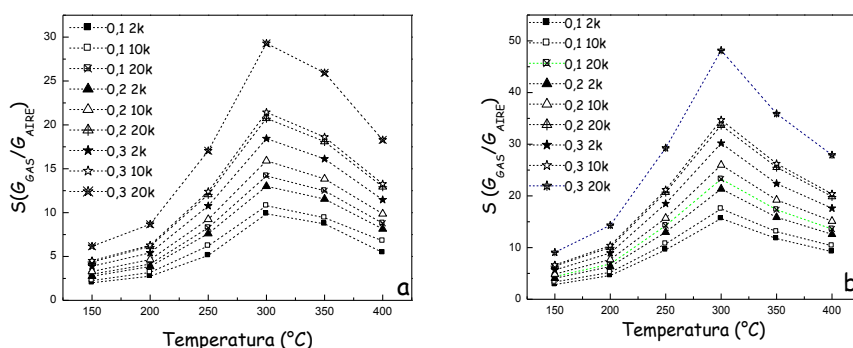 0,1 2k
0,1 10k
0,1 20k
0,2 2k
0,2 10k
0,2 20k
0,3 2k
0,3 10k
0,3 20k
30
25
20
15
10
5
0
S(G_GAS/G_AIRE)
150 200 250 300 350 400
Temperatura (°C)
a
0,1 2k
0,1 10k
0,1 20k
0,2 2k
0,2 10k
0,2 20k
0,3 2k
0,3 10k
0,3 20k
50
40
30
20
10
0
S (G_GAS/G_AIRE)
150 200 250 300 350 400
Temperatura (°C)
b